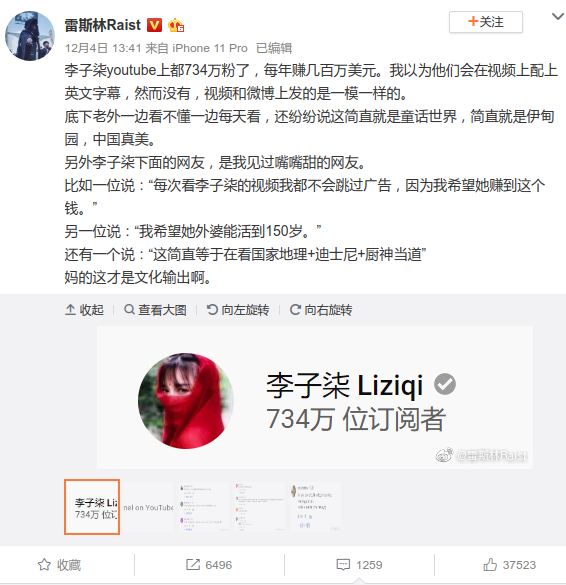 雷斯林Raist
+关注
12月4日 13:41 来自 iPhone 11 Pro 已编辑
李子柒youtube上都734万粉了，每年赚几百万美元。我以为他们会在视频上配上
英文字幕，然而没有，视频和微博上发的是一模一样的。
底下老外一边看不懂一边每天看，还纷纷说这简直就是童话世界，简直就是伊甸
园，中国真美。
另外李子柒下面的网友，是我见过嘴嘴甜的网友。
比如一位说：“每次看李子柒的视频我都不会跳过广告，因为我希望她赚到这个
钱。”
另一位说：“我希望她外婆能活到150岁。”
还有一个说：“这简直等于在看国家地理+迪士尼+厨神当道”
妈的这才是文化输出啊。
收起 查看大图 向左旋转 向右旋转
李子柒 Liziqi
734万 位订阅者
@雷斯林Raist
李子柒 Liz
734万 位订
nel on YouTube
收藏 6496 1259 37523